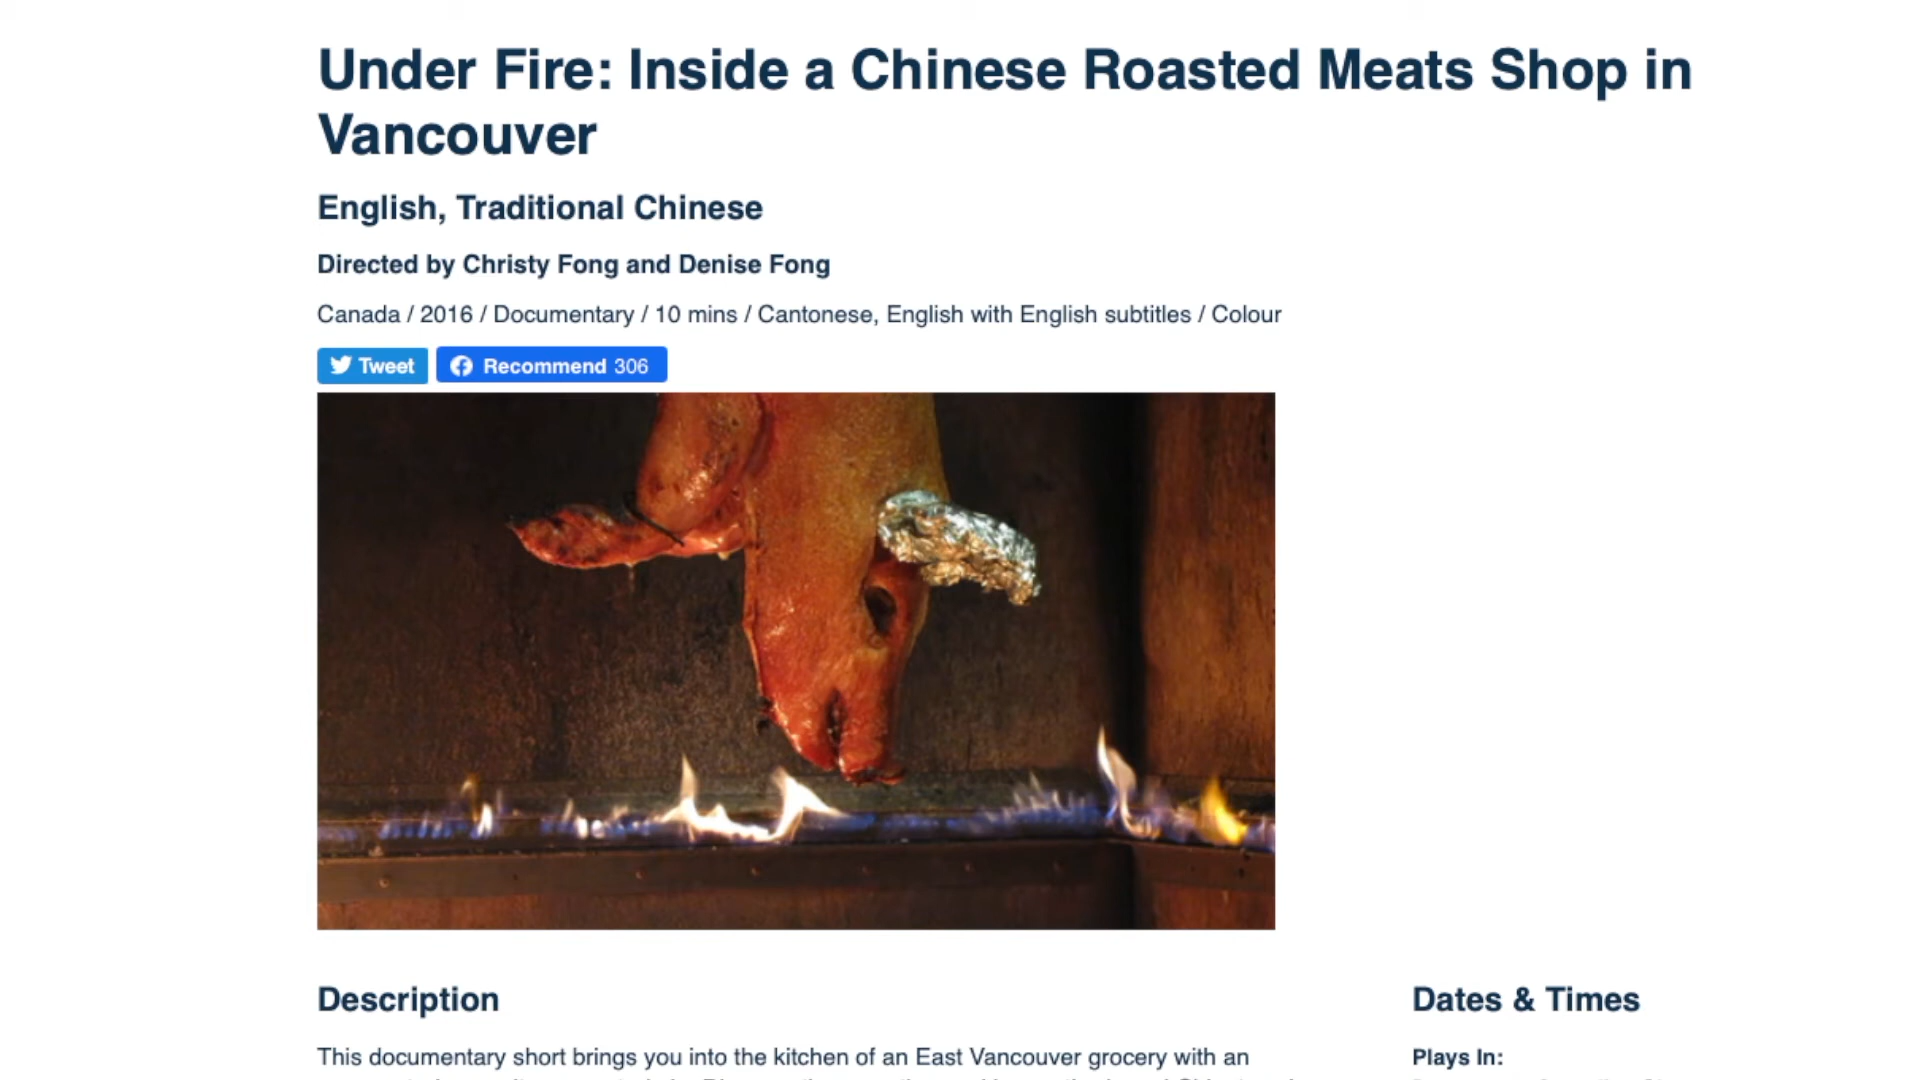 Under Fire: Inside a Chinese Roasted Meats Shop in
Vancouver
English, Traditional Chinese
Directed by Christy Fong and Denise Fong
Canada / 2016 / Documentary / 10 mins / Cantonese, English with English subtitles / Colour
Tweet
Recommend 306
Description
Dates & Times
This documentary short brings you into the kitchen of an East Vancouver grocery with an
Plays In: